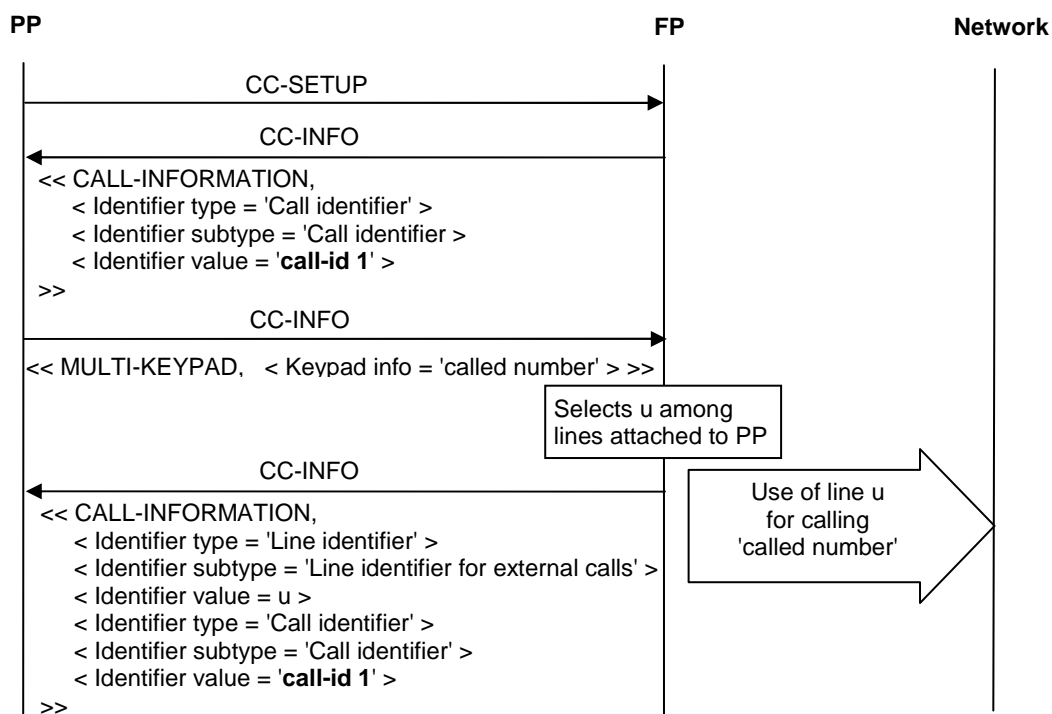 PP FP Network
CC-SETUP
CC-INFO
<< CALL-INFORMATION,
< Identifier type = 'Call identifier' >
< Identifier subtype = 'Call identifier >
< Identifier value = 'call-id 1' >
>>
CC-INFO
<< MULTI-KEYPAD, < Keypad info = 'called number' > >>
Selects u among
lines attached to PP
CC-INFO
<< CALL-INFORMATION,
< Identifier type = 'Line identifier' >
< Identifier subtype = 'Line identifier for external calls' >
< Identifier value = u >
< Identifier type = 'Call identifier' >
< Identifier subtype = 'Call identifier' >
< Identifier value = 'call-id 1' >
>>
Use of line u
for calling
'called number'